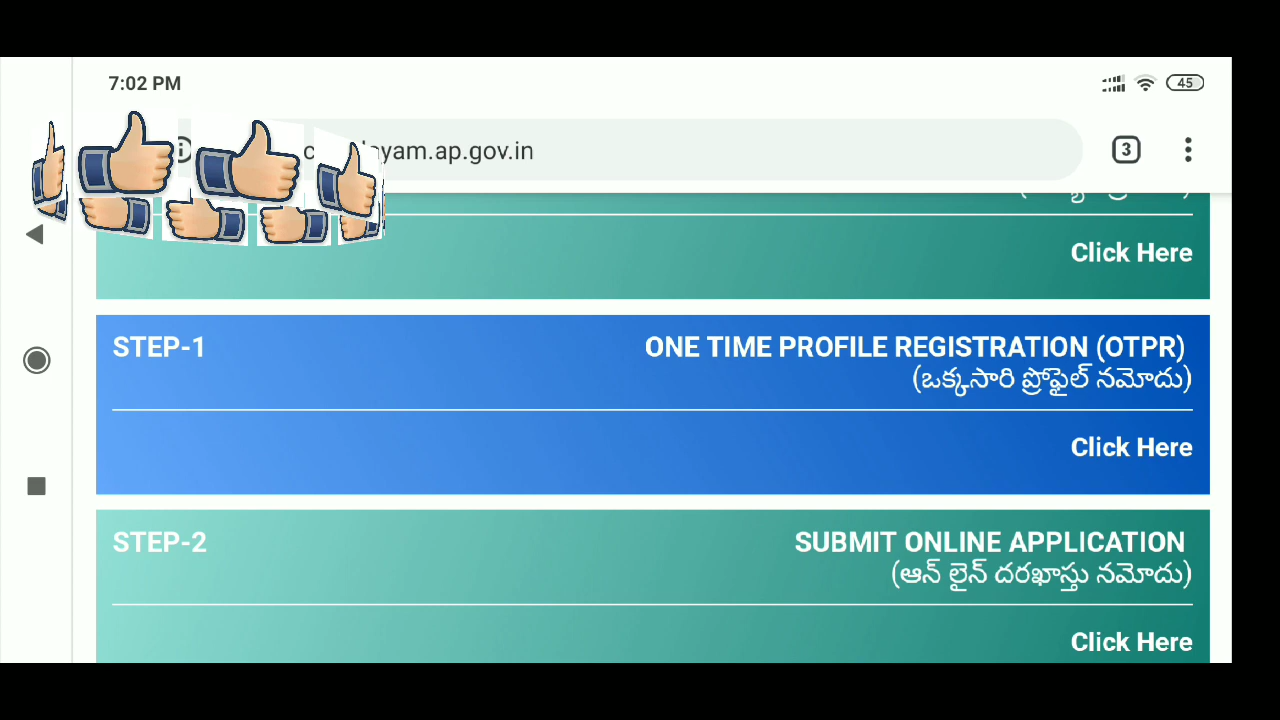 7:02 PM
45
ayam.ap.gov.in
3
Click Here
STEP-1
ONE TIME PROFILE REGISTRATION (OTPR)
(ఒక్కసారి ప్రోఫైల్ నమోదు)
Click Here
STEP-2
SUBMIT ONLINE APPLICATION
(ఆన్ లైన్ దరఖాస్తు నమోదు)
Click Here